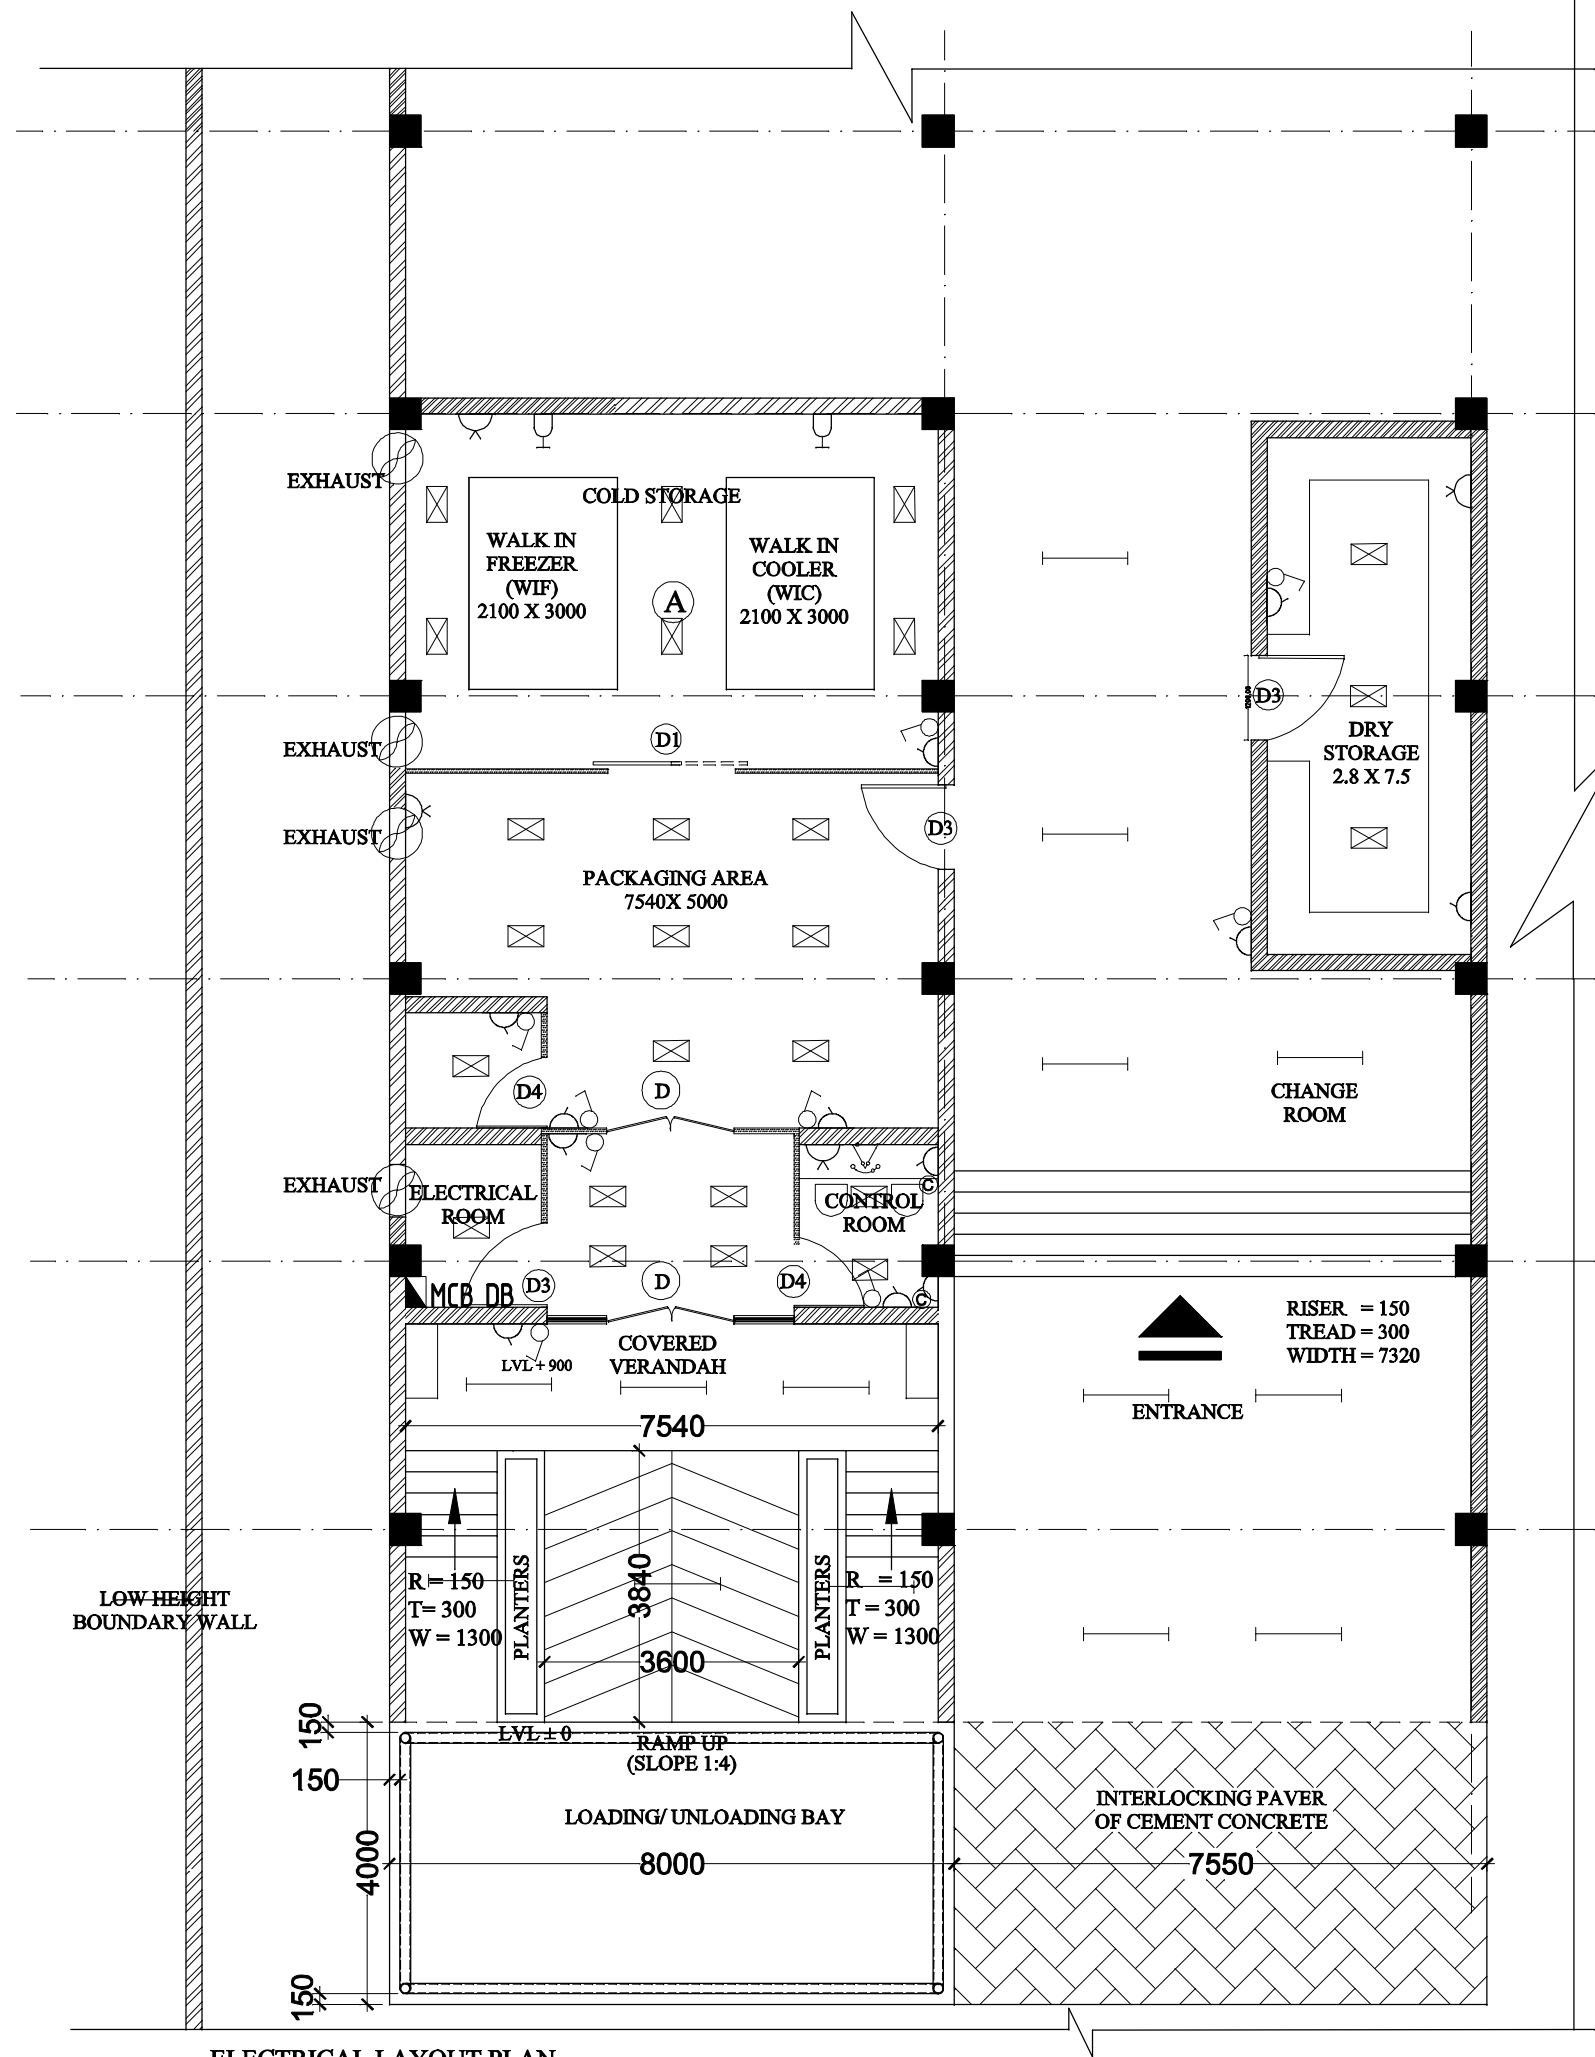 EXHAUST
COLD STORAGE
WALK IN
FREEZER
(WIF)
2100 X 3000
WALK IN
COOLER
(WIC)
2100 X 3000
A
D3
DRY
STORAGE
2.8 X 7.5
EXHAUST
D1
EXHAUST
D3
PACKAGING AREA
7540X 5000
D4
D
CHANGE
ROOM
EXHAUST
ELECTRICAL
ROOM
CONTROL
ROOM
C
MCB DB
D3
D
D4
C
COVERED
VERANDAH
LVL + 900
RISER = 150
TREAD = 300
WIDTH = 7320
ENTRANCE
7540
PLANTERS
3840
PLANTERS
R = 150
T= 300
W = 1300
R = 150
T = 300
W = 1300
3600
LOW HEIGHT
BOUNDARY WALL
150
LVL ± 0
RAMP UP
(SLOPE 1:4)
150
LOADING/ UNLOADING BAY
INTERLOCKING PAVER
OF CEMENT CONCRETE
4000
8000
7550
150
ELECTRICAL LAYOUT PLAN